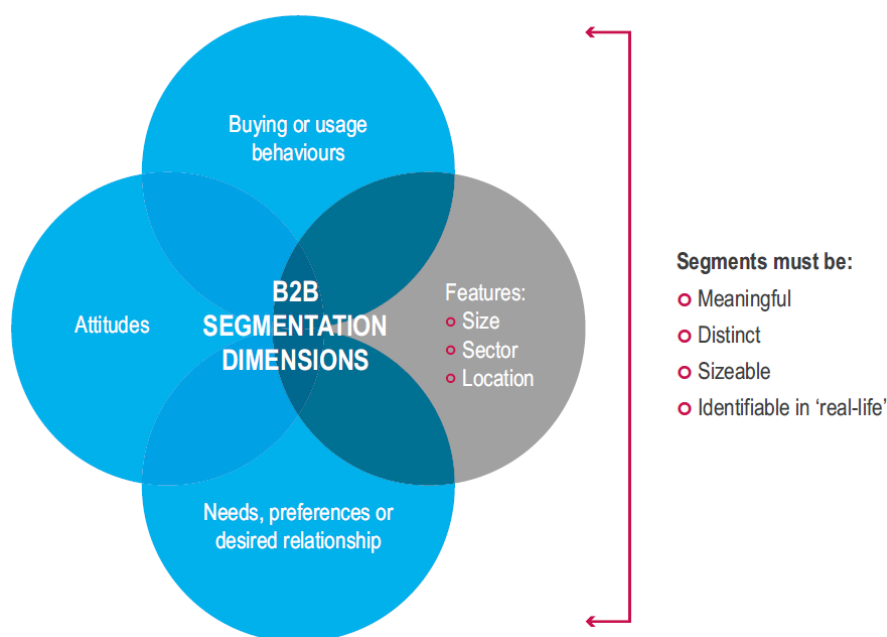 Buying or usage
behaviours
Attitudes
B2B
SEGMENTATION
DIMENSIONS
Features:
Size
Sector
Location
Needs, preferences or
desired relationship
Segments must be:
Meaningful
Distinct
Sizeable
Identifiable in ‘real-life’